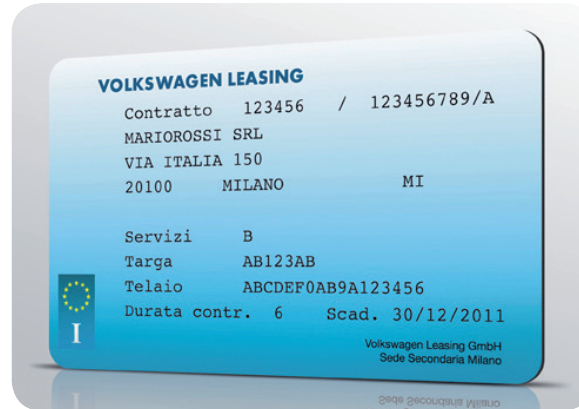 VOLKSWAGEN LEASING
Contratto 123456 / 123456789/A
MARIOROSSI SRL
VIA ITALIA 150
20100 MILANO MI
Servizi B
Targa AB123AB
Telaio ABCDEF0AB9A123456
Durata contr. 6 Scad. 30/12/2011
I
Volkswagen Leasing GmbH
Sede Secondaria Milano